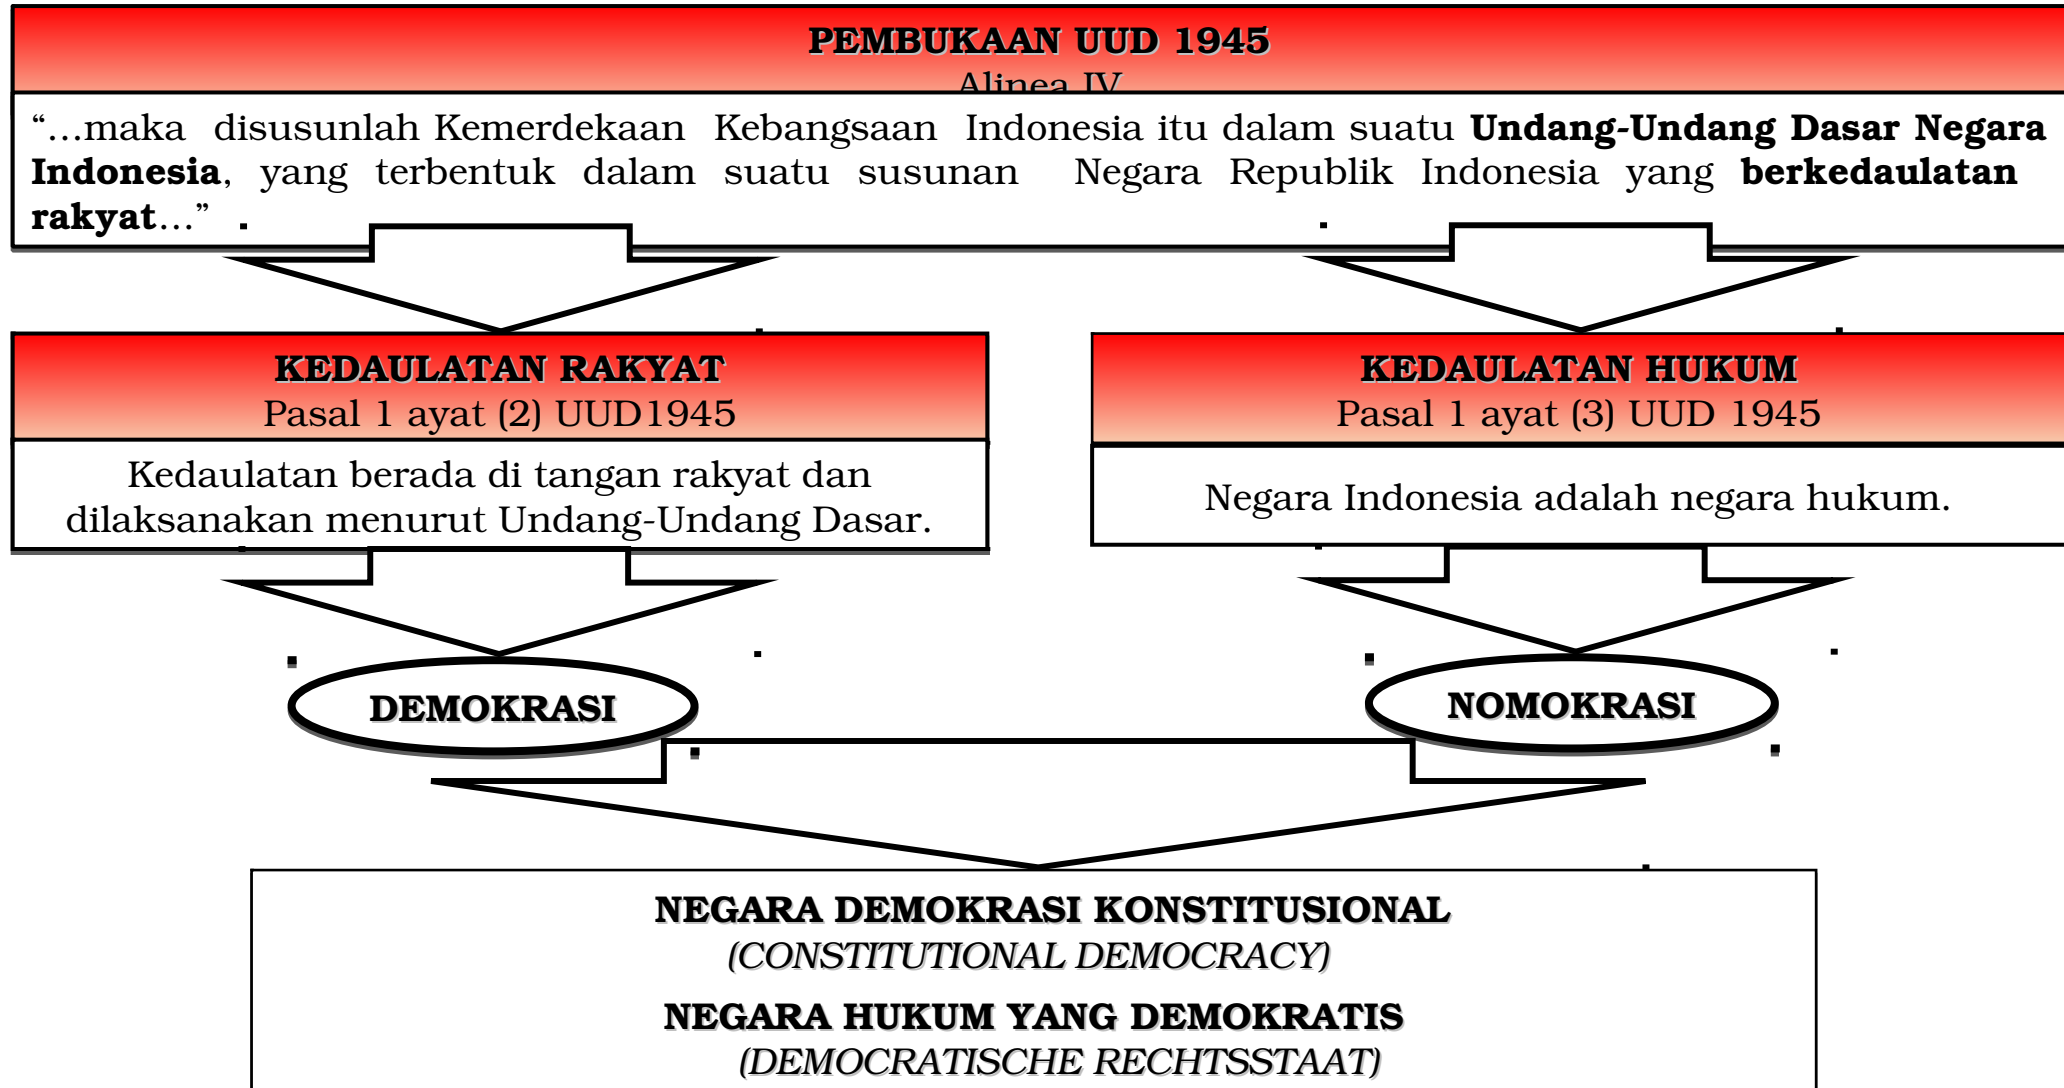 PEMBUKAAN UUD 1945
Alinea IV
“…maka disusunlah Kemerdekaan Kebangsaan Indonesia itu dalam suatu Undang-Undang Dasar Negara
Indonesia, yang terbentuk dalam suatu susunan Negara Republik Indonesia yang berkedaulatan
rakyat…”
KEDAULATAN RAKYAT
Pasal 1 ayat (2) UUD1945
Kedaulatan berada di tangan rakyat dan
dilaksanakan menurut Undang-Undang Dasar.
KEDAULATAN HUKUM
Pasal 1 ayat (3) UUD 1945
Negara Indonesia adalah negara hukum.
DEMOKRASI
NOMOKRASI
NEGARA DEMOKRASI KONSTITUSIONAL
(CONSTITUTIONAL DEMOCRACY)
NEGARA HUKUM YANG DEMOKRATIS
(DEMOCRATISCHE RECHTSSTAAT)